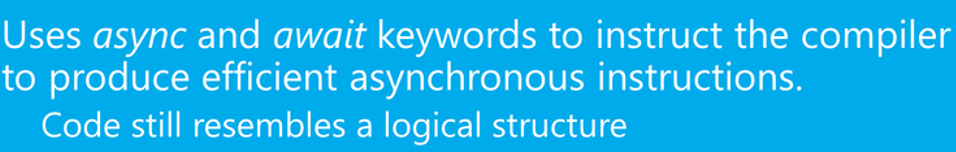 Uses async and await keywords to instruct the compiler
to produce efficient asynchronous instructions.
Code still resembles a logical structure